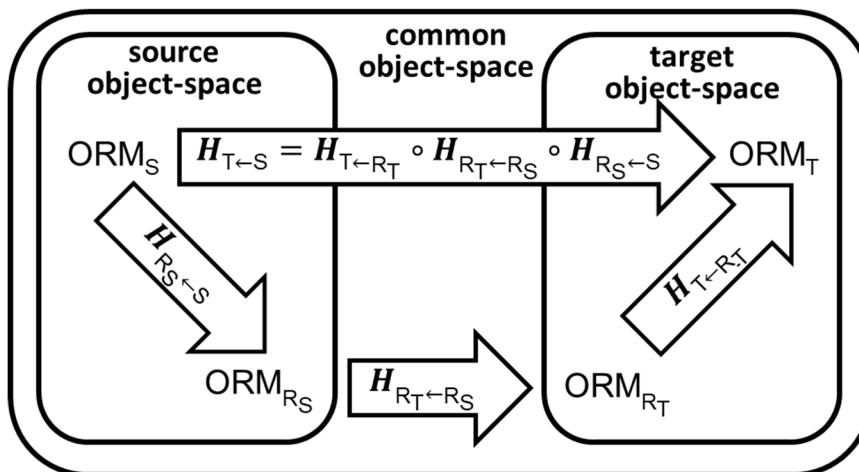 source
object-space
common
object-space
target
object-space
ORM_S
𝑯_{T←S} = 𝑯_{T←R_T} ∘ 𝑯_{R_T←R_S} ∘ 𝑯_{R_S←S}
ORM_T
𝑯_{R_S←S}
𝑯_{T←R_T}
ORM_{R_S}
𝑯_{R_T←R_S}
ORM_{R_T}